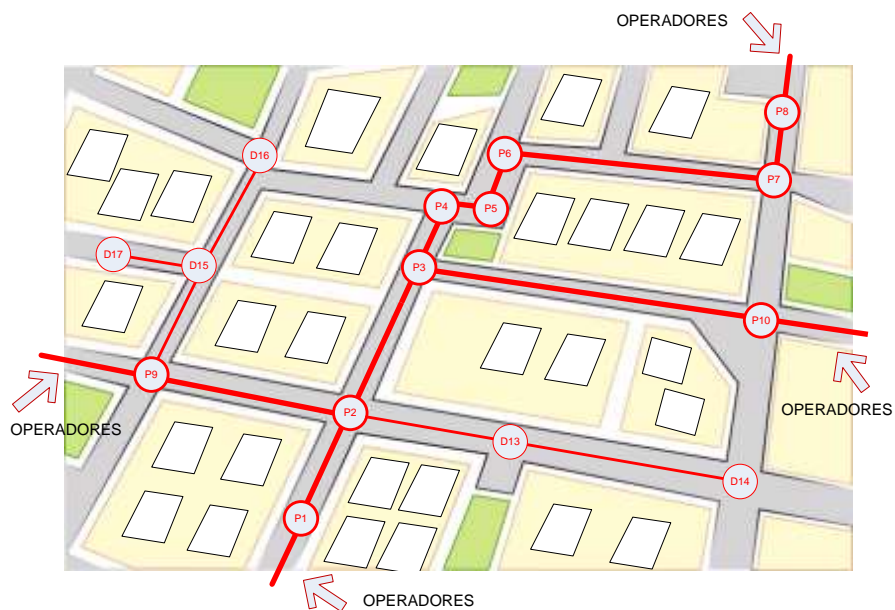 OPERADORES
P8
D16
P6
P7
P4
P5
D17
D15
P3
P10
P9
OPERADORES
P2
OPERADORES
D13
D14
P1
OPERADORES